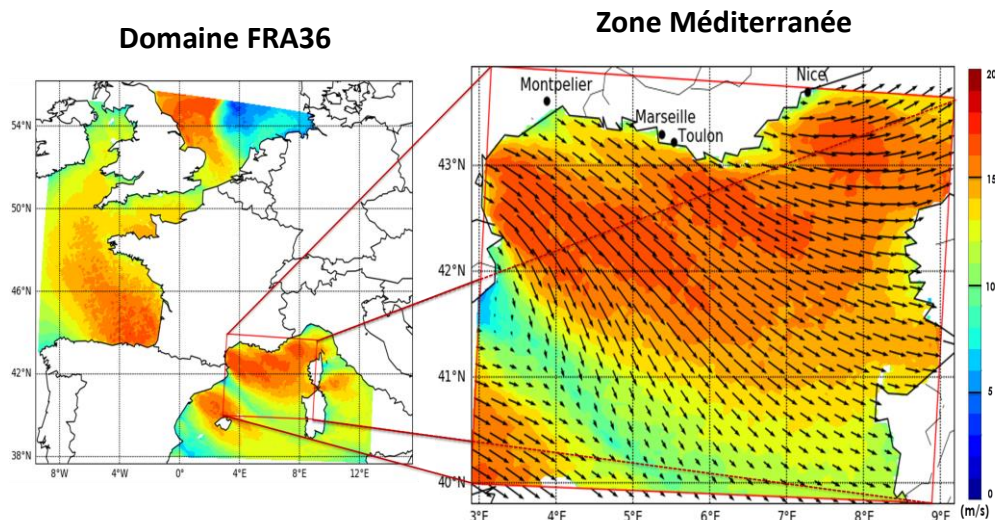 Domaine FRA36
Zone Méditerranée
54°N
50°N
46°N
42°N
38°N
8°W 4°W 0° 4°E 8°E 12°E
Montpelier
Marseille
Toulon
Nice
43°N
42°N
41°N
40°N
3°E 4°E 5°E 6°E 7°E 8°E 9°E
20
15
10
5
0
(m/s)